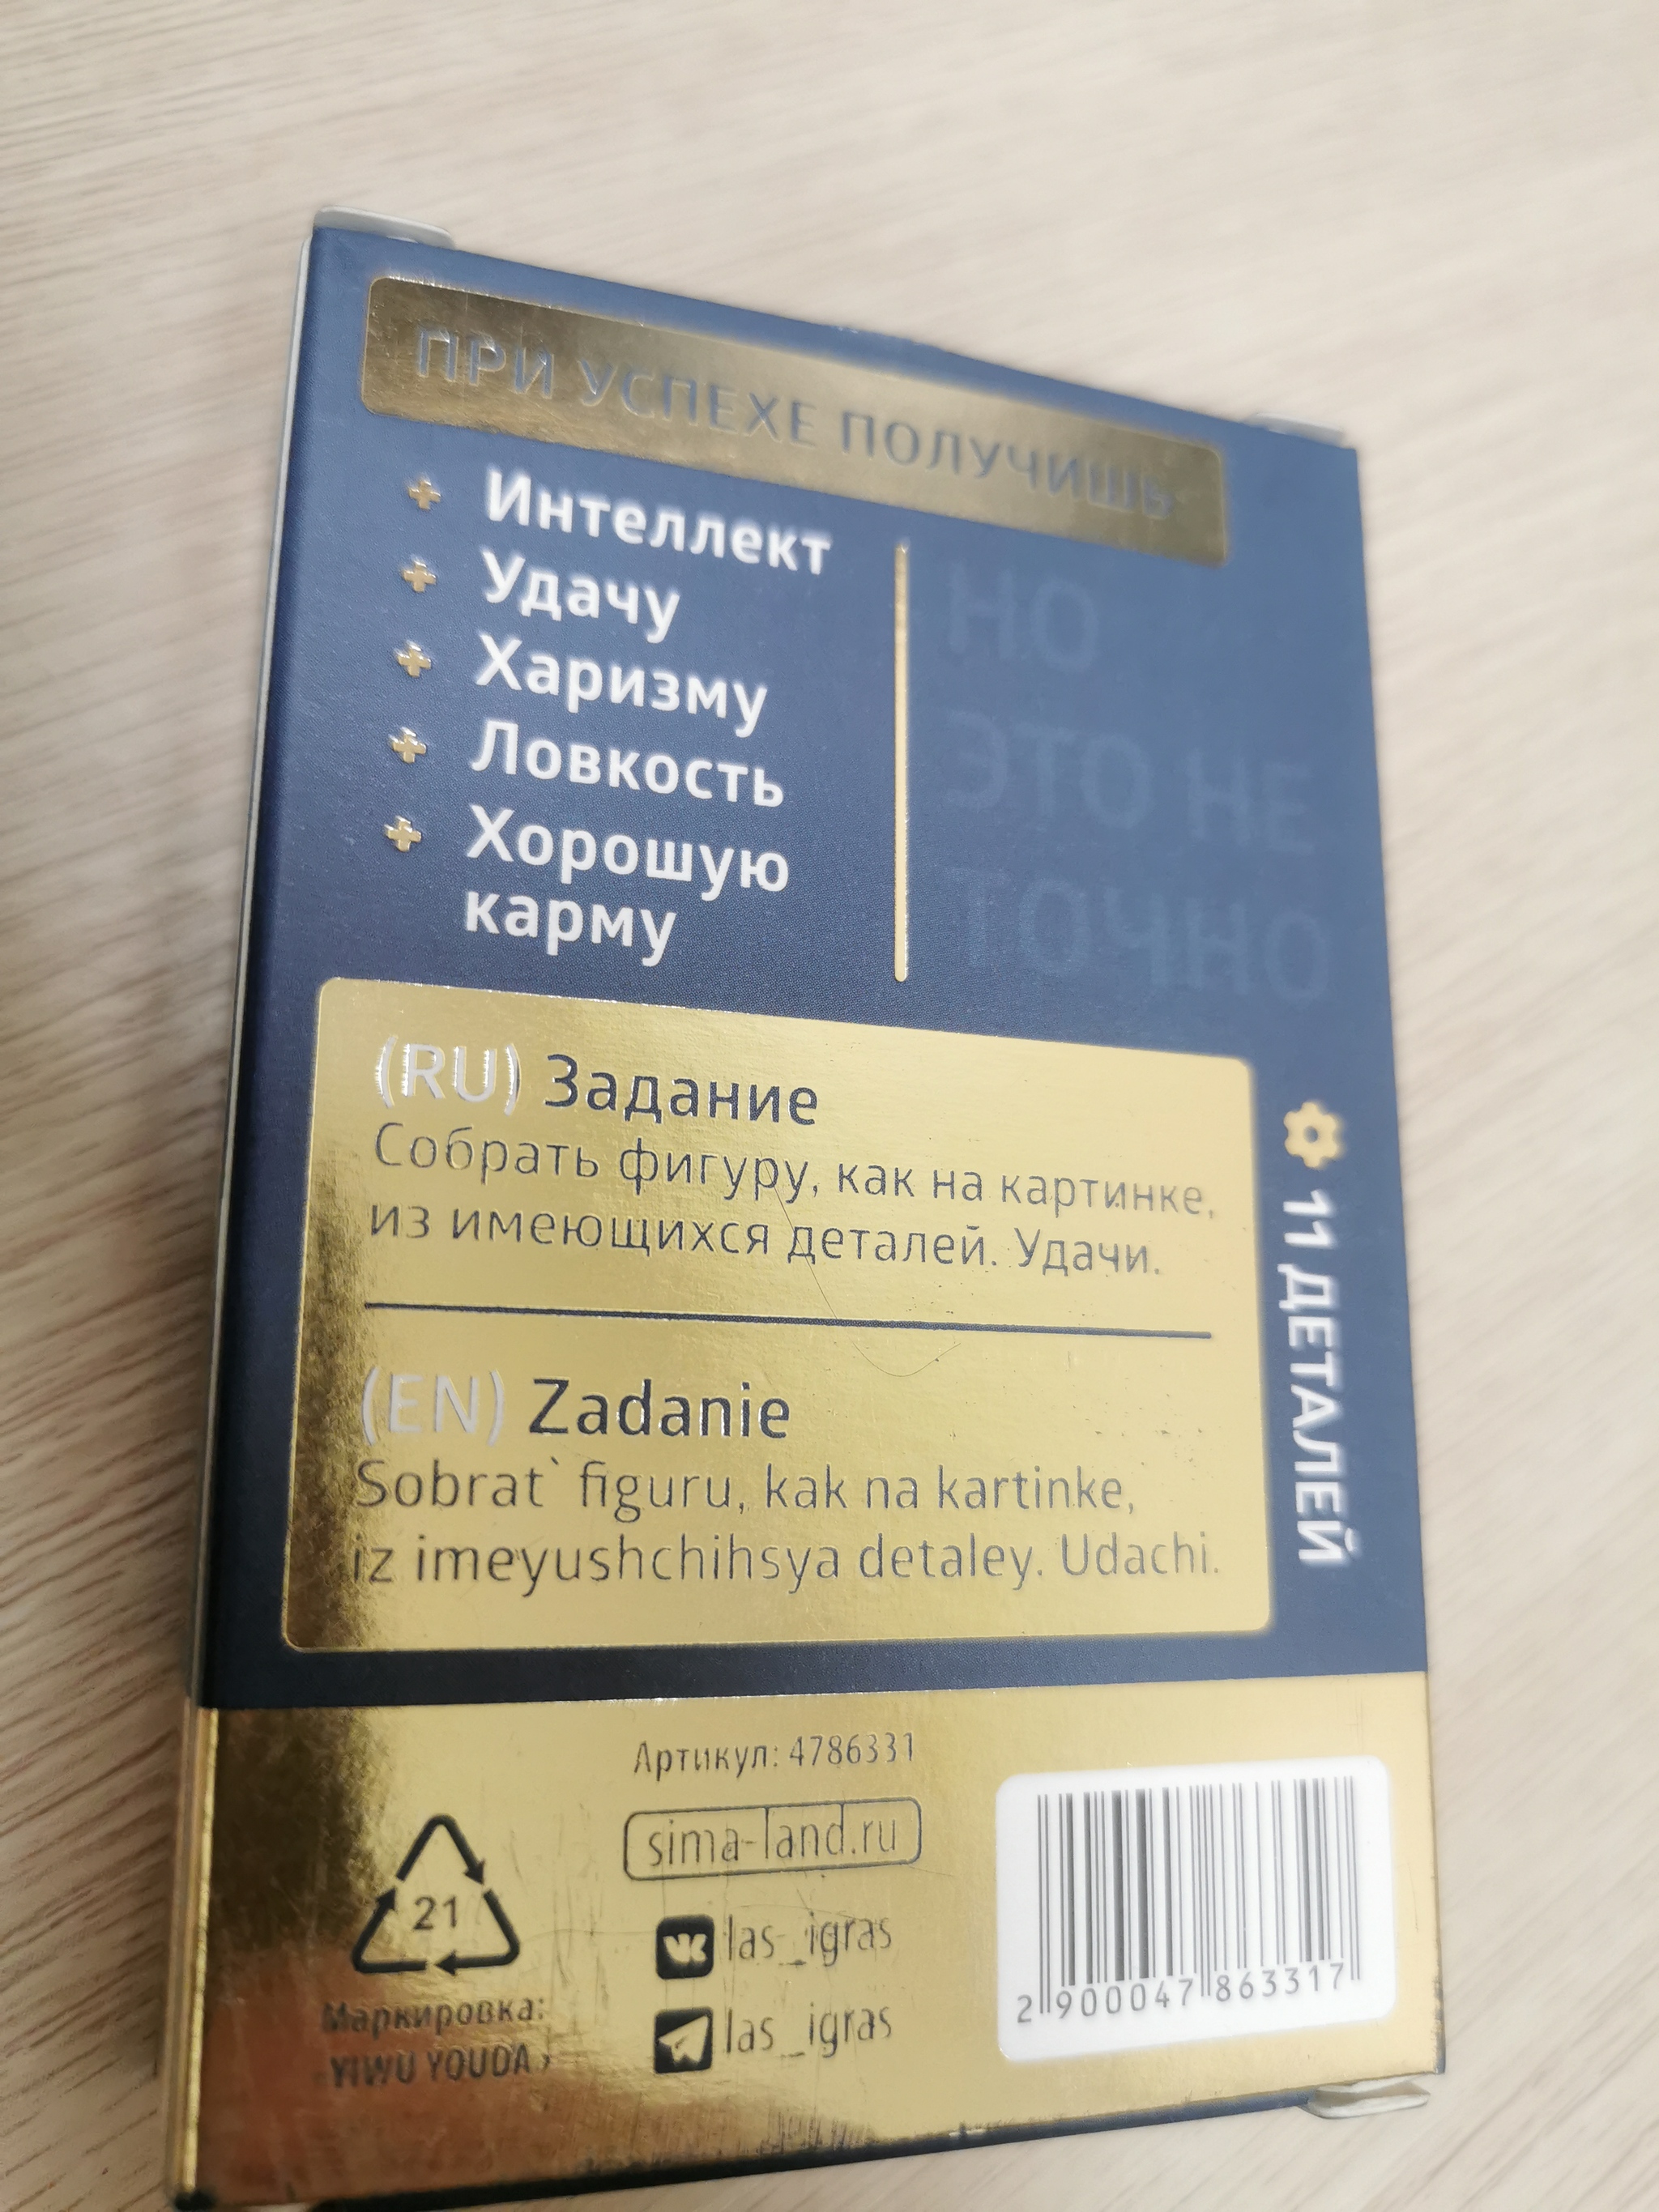 ПРИ УСПЕХЕ ПОЛУЧИШЬ
Интеллект
Удачу
Харизму
Ловкость
Хорошую
карму
НО
ЭТО НЕ
ТОЧНО
(RU) Задание
Собрать фигуру, как на картинке,
из имеющихся деталей. Удачи.
(EN) Zadanie
Sobrat` figuru, kak na kartinke,
iz imeyushchihsya detaley. Udachi.
11 ДЕТАЛЕЙ
Артикул: 4786331
sima-land.ru
las_igras
las_igras
21
Маркировка:
«YIWU YOUDA»
2 900047 863317